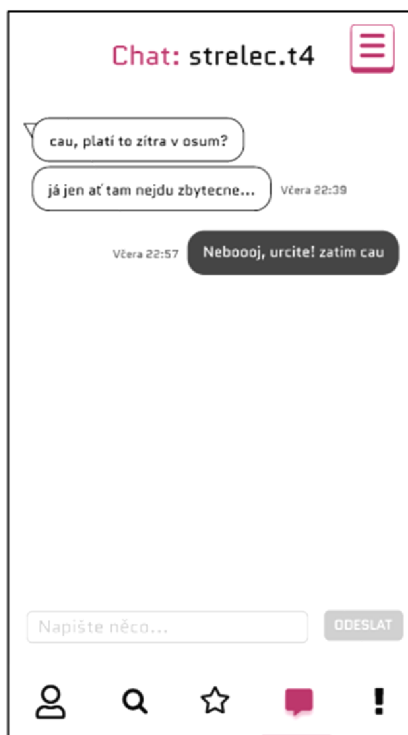 Chat: strelec.t4
cau, platí to zítra v osum?
já jen ať tam nejdu zbytecne...
Včera 22:39
Včera 22:57
Neboooj, urcite! zatim cau
Napište něco...
ODESLAT